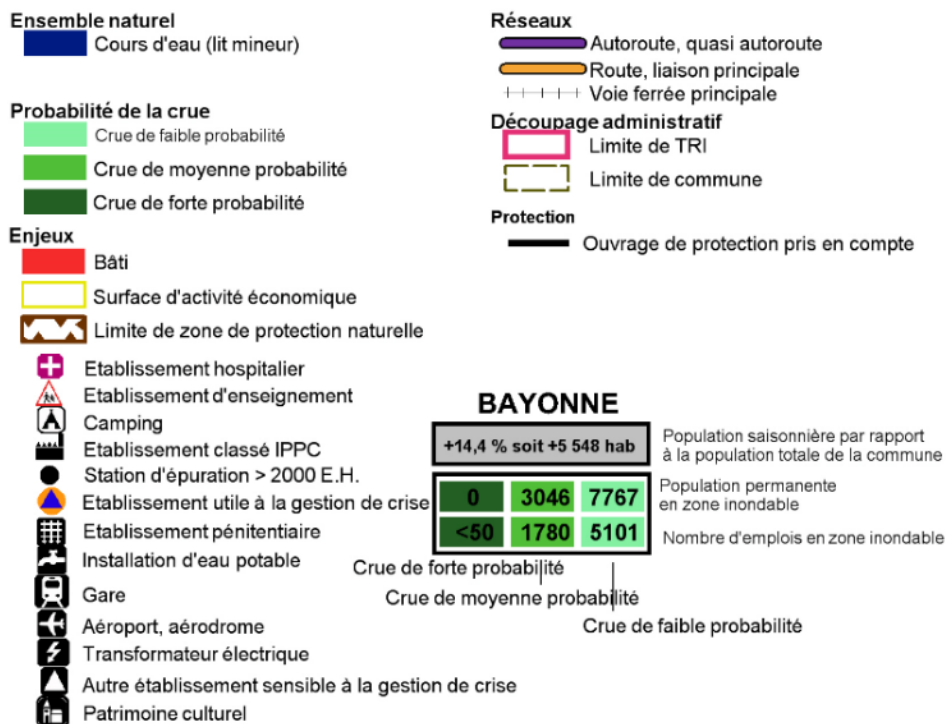 Ensemble naturel
Cours d'eau (lit mineur)
Probabilité de la crue
Crue de faible probabilité
Crue de moyenne probabilité
Crue de forte probabilité
Enjeux
Bâti
Surface d'activité économique
Limite de zone de protection naturelle
Etablissement hospitalier
Etablissement d'enseignement
Camping
Etablissement classé IPPC
Station d'épuration > 2000 E.H.
Etablissement utile à la gestion de crise
Etablissement pénitentiaire
Installation d'eau potable
Gare
Aéroport, aérodrome
Transformateur électrique
Autre établissement sensible à la gestion de crise
Patrimoine culturel
Réseaux
Autoroute, quasi autoroute
Route, liaison principale
Voie ferrée principale
Découpage administratif
Limite de TRI
Limite de commune
Protection
Ouvrage de protection pris en compte
BAYONNE
+14,4 % soit +5 548 hab
Population saisonnière par rapport
à la population totale de la commune
0 3046 7767
Population permanente
en zone inondable
<50 1780 5101
Nombre d'emplois en zone inondable
Crue de forte probabilité
Crue de moyenne probabilité
Crue de faible probabilité